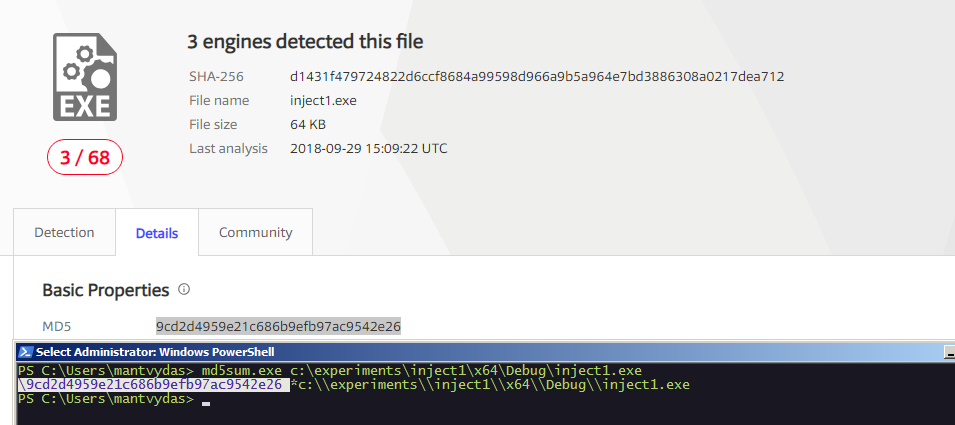 3 engines detected this file
SHA-256 d1431f479724822d6ccf8684a99598d966a9b5a964e7bd3886308a0217dea712
File name inject1.exe
EXE
File size 64 KB
3 / 68
Last analysis 2018-09-29 15:09:22 UTC
Detection Details Community
Basic Properties
MD5 9cd2d4959e21c686b9efb97ac9542e26
Select Administrator: Windows PowerShell
PS C:\Users\mantvydas> md5sum.exe c:\experiments\inject1\x64\Debug\inject1.exe
\9cd2d4959e21c686b9efb97ac9542e26 *c:\\experiments\\inject1\\x64\\Debug\\inject1.exe
PS C:\Users\mantvydas> _